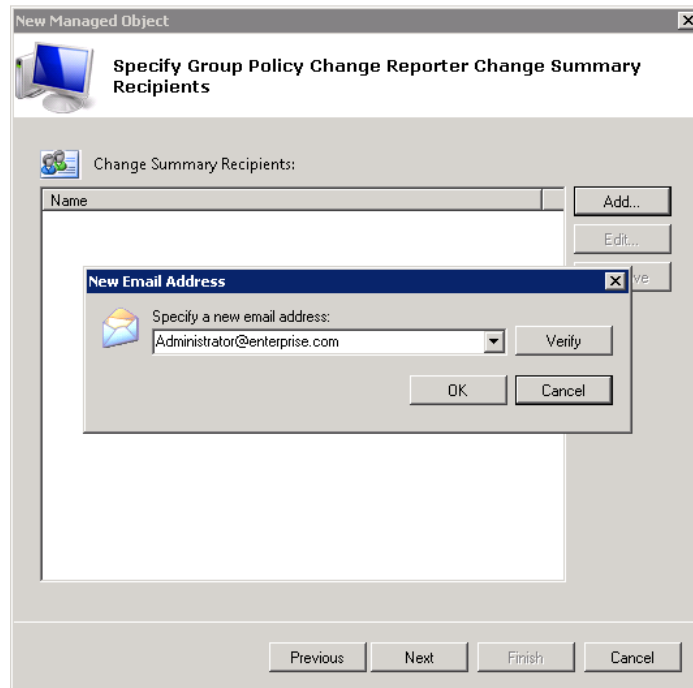 New Managed Object
Specify Group Policy Change Reporter Change Summary
Recipients
Change Summary Recipients:
Name
Add...
Edit...
ve
New Email Address
Specify a new email address:
Administrator@enterprise.com
Verify
OK
Cancel
Previous
Next
Finish
Cancel